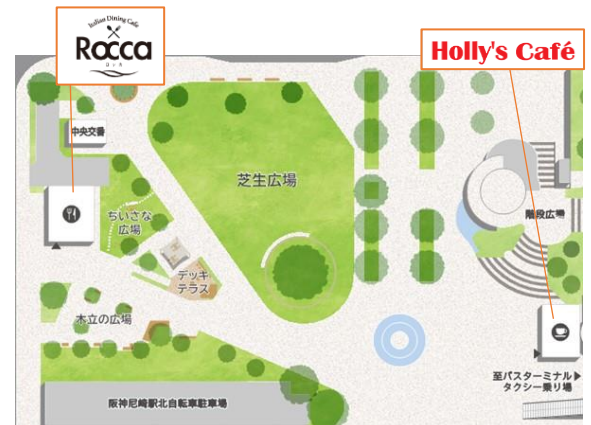 Italian Dining Cafe
Rocca
ロッカ
Holly's Café
中央交番
芝生広場
ちいさな
広場
階段広場
デッキ
テラス
木立の広場
至バスターミナル▶
タクシー乗り場
阪神尼崎駅北自転車駐車場